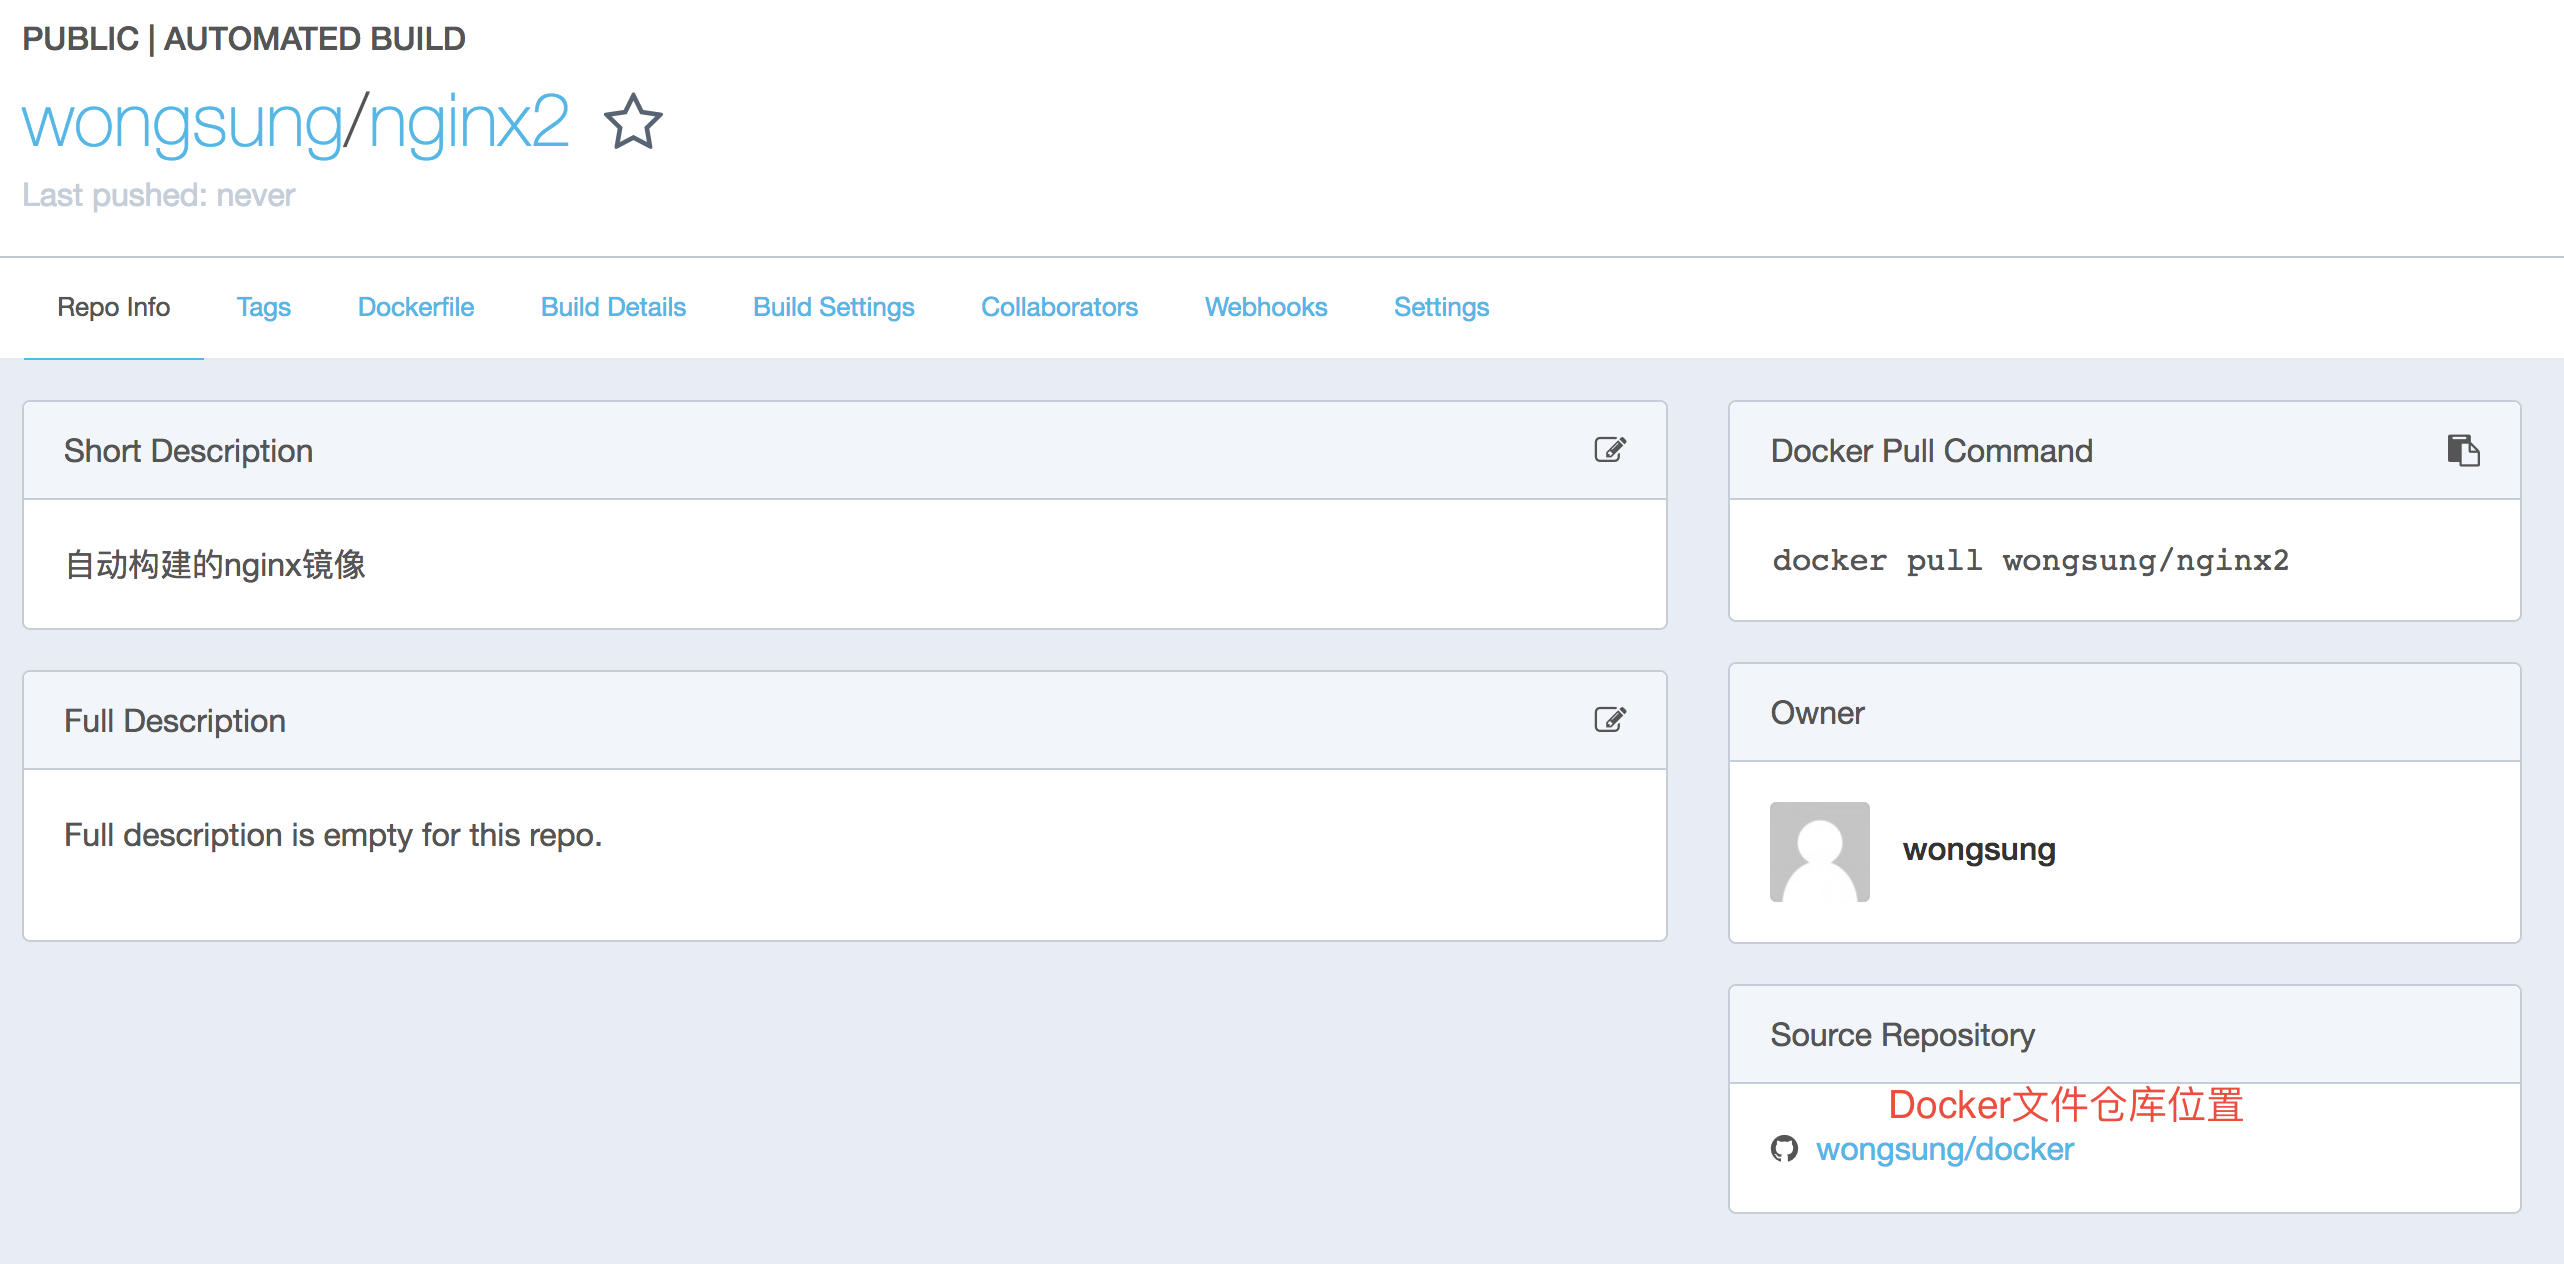 PUBLIC | AUTOMATED BUILD
wongsung/nginx2
Last pushed: never
Repo Info Tags Dockerfile Build Details Build Settings Collaborators Webhooks Settings
Short Description
自动构建的nginx镜像
Full Description
Full description is empty for this repo.
Docker Pull Command
docker pull wongsung/nginx2
Owner
wongsung
Source Repository
Docker文件仓库位置
wongsung/docker